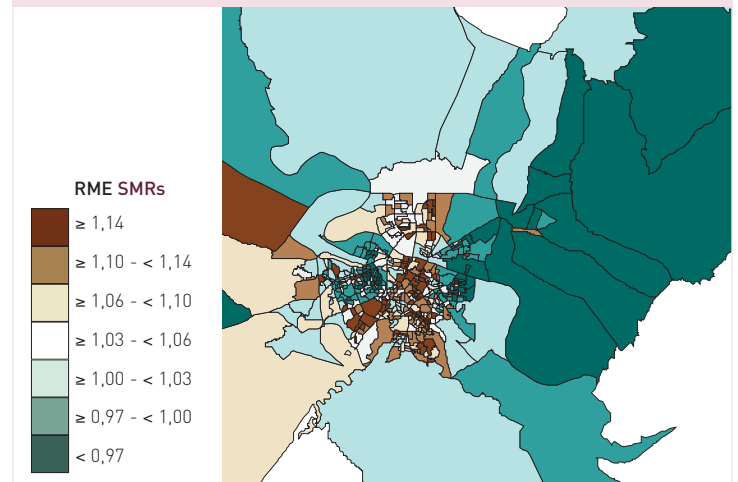 RME SMRs
≥ 1,14
≥ 1,10 - < 1,14
≥ 1,06 - < 1,10
≥ 1,03 - < 1,06
≥ 1,00 - < 1,03
≥ 0,97 - < 1,00
< 0,97